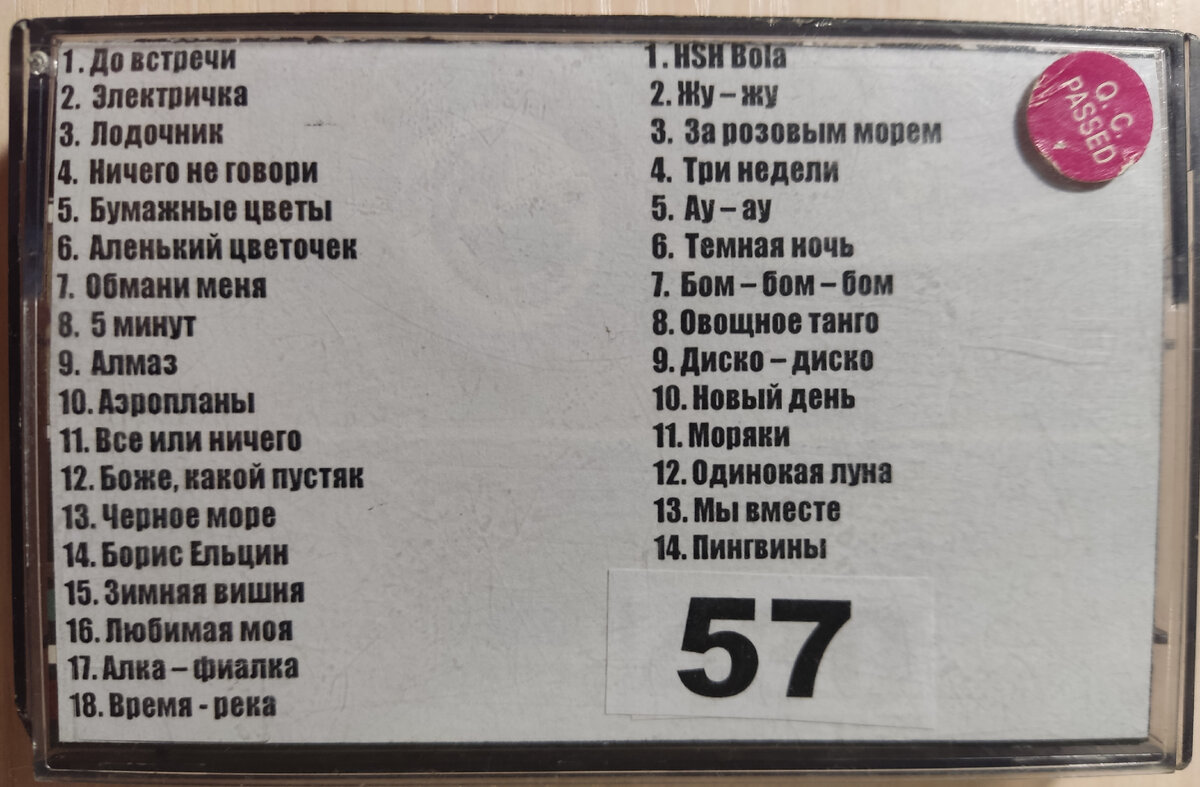 1. До встречи
2. Электричка
3. Лодочник
4. Ничего не говори
5. Бумажные цветы
6. Аленький цветочек
7. Обмани меня
8. 5 минут
9. Алмаз
10. Аэропланы
11. Все или ничего
12. Боже, какой пустяк
13. Черное море
14. Борис Ельцин
15. Зимняя вишня
16. Любимая моя
17. Алка – фиалка
18. Время - река
1. HSH Bola
2. Жу – жу
3. За розовым морем
4. Три недели
5. Ау – ау
6. Темная ночь
7. Бом – бом – бом
8. Овощное танго
9. Диско – диско
10. Новый день
11. Моряки
12. Одинокая луна
13. Мы вместе
14. Пингвины
57
Q. C.
PASSED